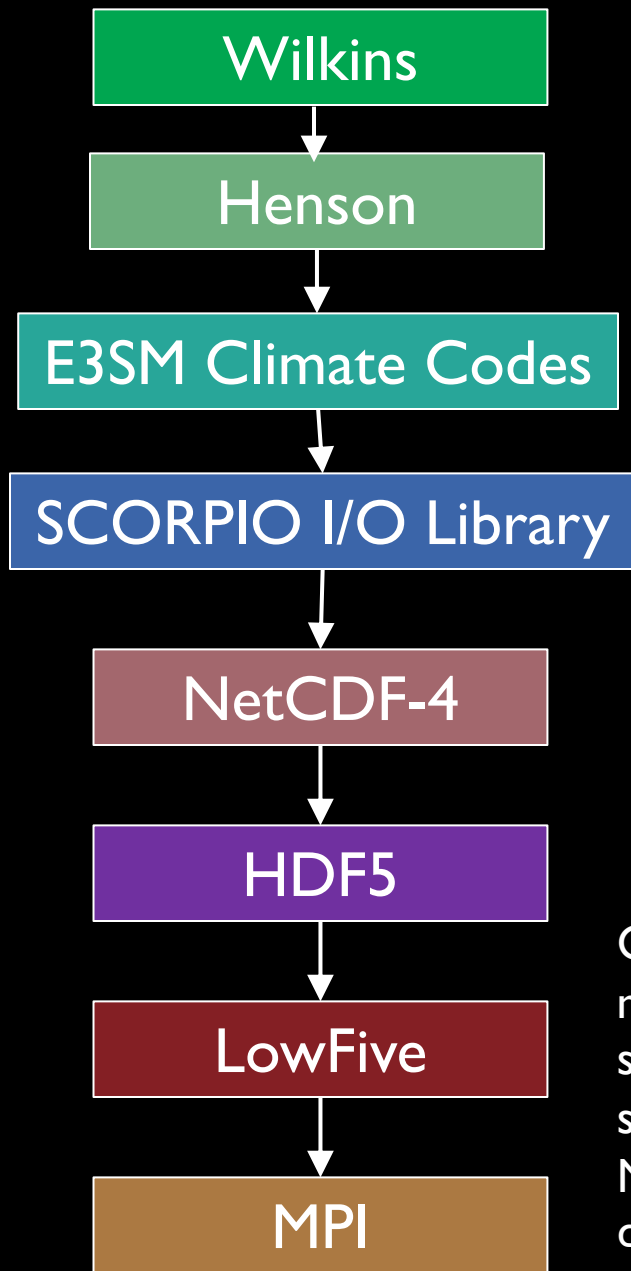 Wilkins
Henson
E3SM Climate Codes
SCORPIO I/O Library
NetCDF-4
HDF5
LowFive
MPI